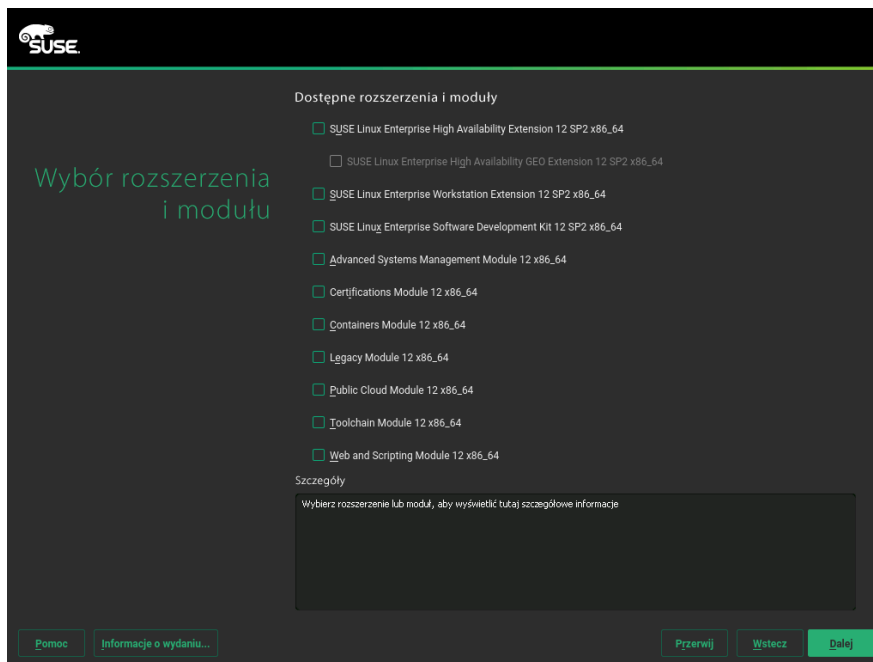 SUSE.
Dostępne rozszerzenia i moduły
SUSE Linux Enterprise High Availability Extension 12 SP2 x86_64
SUSE Linux Enterprise High Availability GEO Extension 12 SP2 x86_64
Wybór rozszerzenia
i modułu
SUSE Linux Enterprise Workstation Extension 12 SP2 x86_64
SUSE Linux Enterprise Software Development Kit 12 SP2 x86_64
Advanced Systems Management Module 12 x86_64
Certifications Module 12 x86_64
Containers Module 12 x86_64
Legacy Module 12 x86_64
Public Cloud Module 12 x86_64
Toolchain Module 12 x86_64
Web and Scripting Module 12 x86_64
Szczegóły
Wybierz rozszerzenie lub moduł, aby wyświetlić tutaj szczegółowe informacje
Pomoc
Informacje o wydaniu...
Przerwij
Wstecz
Dalej